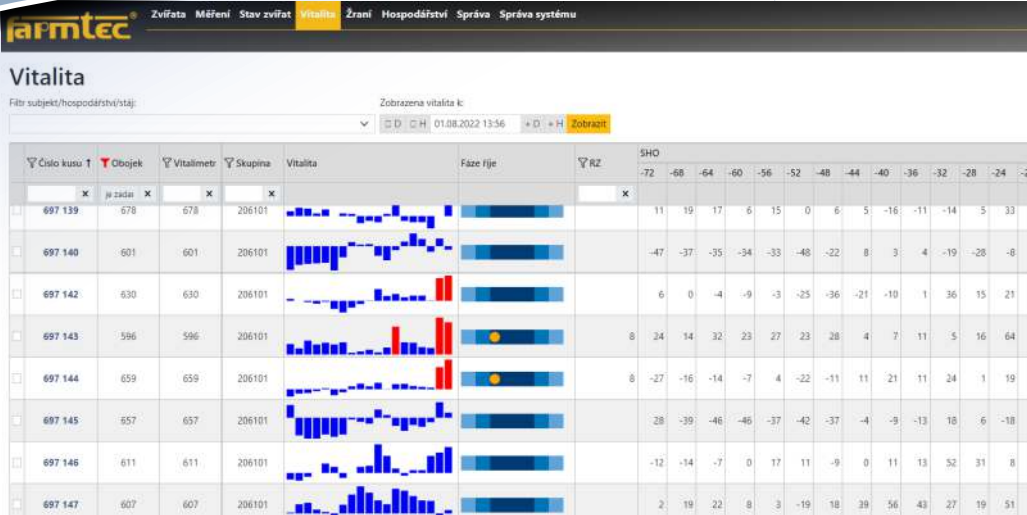 farmtec®
Zvířata Měření Stav zvířat Vitalita Žraní Hospodářství Správa Správa systému
Vitalita
Filtr subjekt/hospodářství/stáj:
Zobrazena vitalita k:
D H 01.08.2022 13:56 + D + H Zobrazit
Číslo kusu ↑ Obojek Vitalimetr Skupina Vitalita Fáze říje RZ SHO
-72 -68 -64 -60 -56 -52 -48 -44 -40 -36 -32 -28 -24
x je zadán x x x x
697 139 678 678 206101 11 19 17 6 15 0 6 5 -16 -11 -14 5 33
697 140 601 601 206101 -47 -37 -35 -34 -33 -48 -22 8 3 4 -19 -28 -8
697 142 630 630 206101 6 0 -4 -9 -3 -25 -36 -21 -10 1 36 15 21
697 143 596 596 206101 8 24 14 32 23 27 23 28 4 7 11 5 16 64
697 144 659 659 206101 8 -27 -16 -14 -7 4 -22 -11 11 21 11 24 1 19
697 145 657 657 206101 28 -39 -46 -46 -37 -42 -37 -4 -9 -13 18 6 -18
697 146 611 611 206101 -12 -14 -7 0 17 11 -9 0 11 13 52 31 8
697 147 607 607 206101 2 19 22 8 3 -19 18 39 56 43 27 19 51